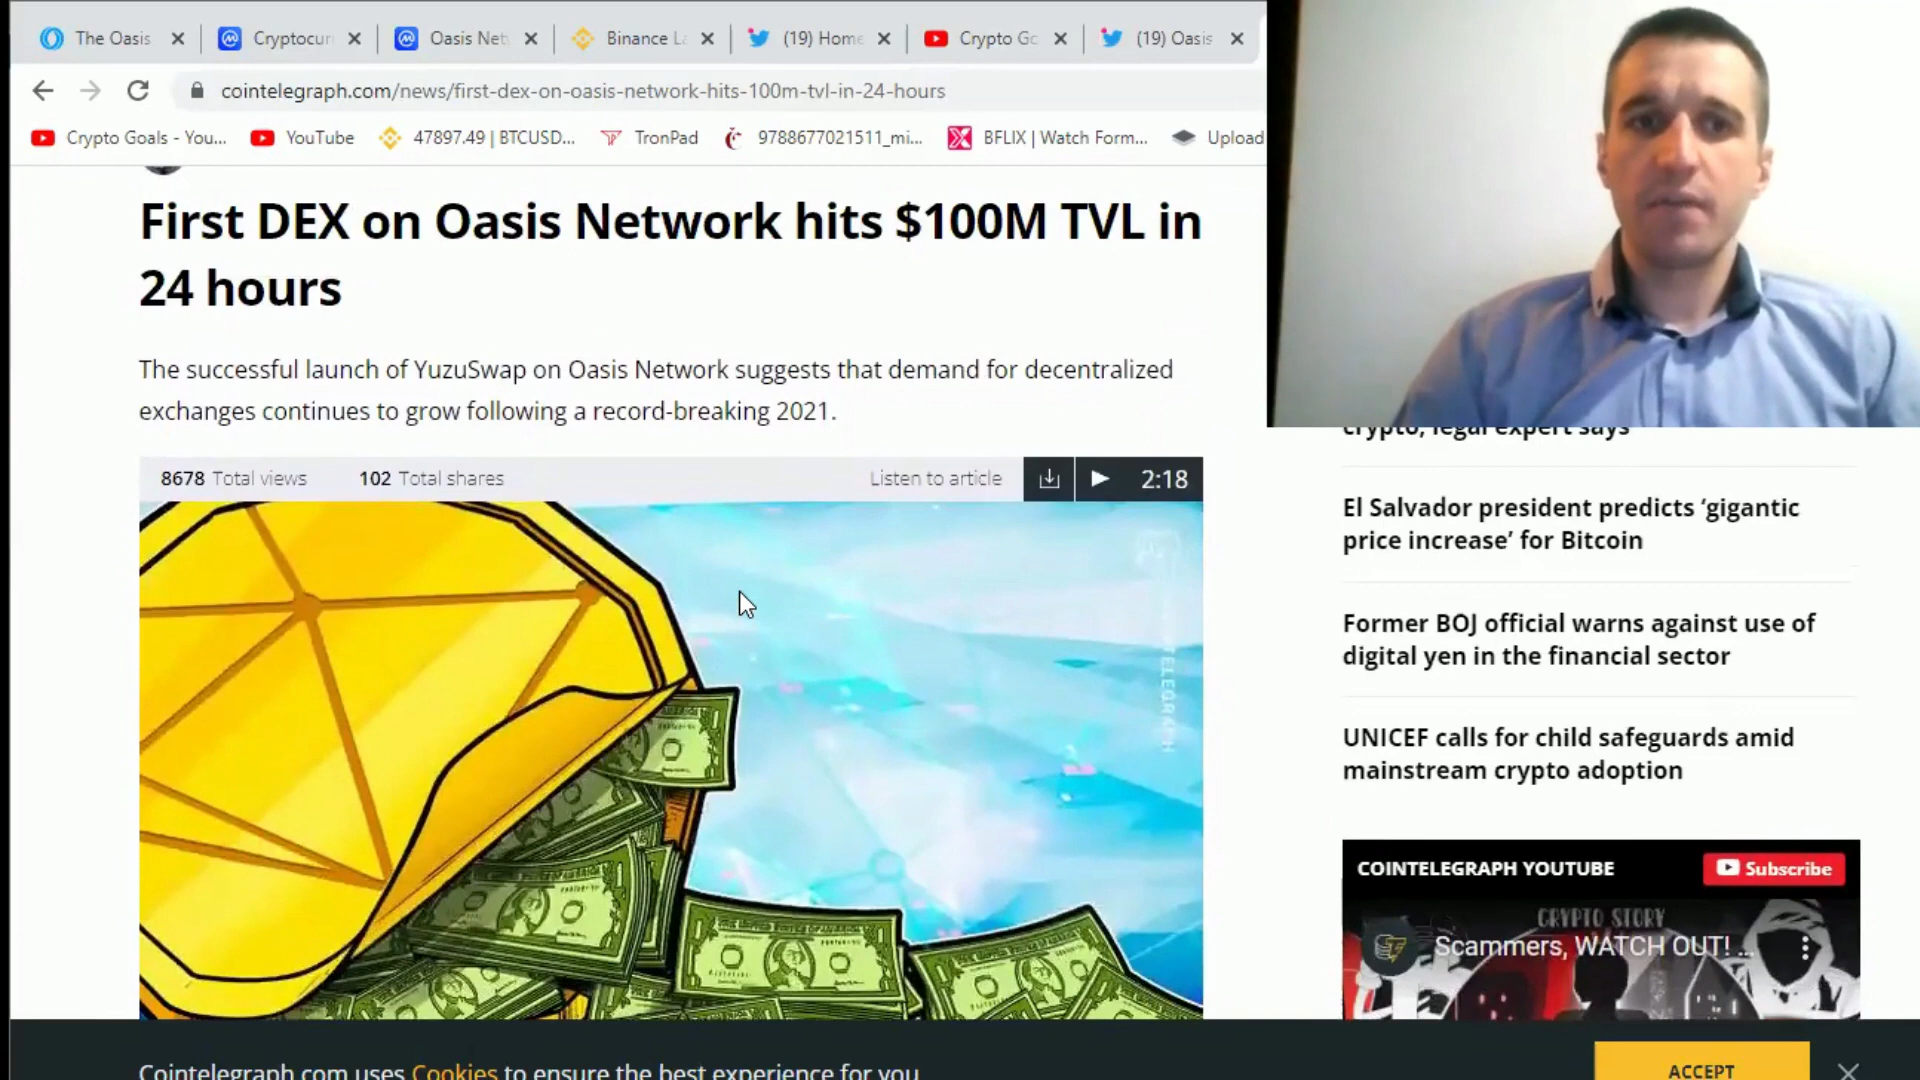 The Oasis
Cryptocur
Oasis Net
Binance La
(19) Home
Crypto Go
(19) Oasis
cointelegraph.com/news/first-dex-on-oasis-network-hits-100m-tvl-in-24-hours
Crypto Goals - You...
YouTube
47897.49 | BTCUSD...
TronPad
9788677021511_mi...
BFLIX | Watch Form...
Upload
First DEX on Oasis Network hits $100M TVL in
24 hours
The successful launch of YuzuSwap on Oasis Network suggests that demand for decentralized
exchanges continues to grow following a record-breaking 2021.
8678 Total views
102 Total shares
Listen to article
2:18
crypto, legal expert says
El Salvador president predicts ‘gigantic
price increase’ for Bitcoin
Former BOJ official warns against use of
digital yen in the financial sector
UNICEF calls for child safeguards amid
mainstream crypto adoption
COINTELEGRAPH YOUTUBE
Subscribe
CRYPTO STORY
Scammers, WATCH OUT! ...
Cointelegraph.com uses Cookies to ensure the best experience for you
ACCEPT